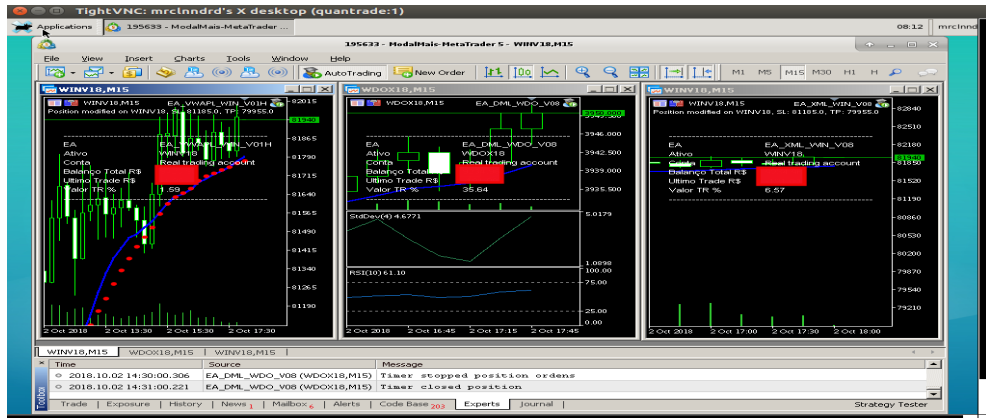 TightVNC: mrclnndrd's X desktop (quantrade:1)
Applications 195633 - ModalMais-MetaTrader ... 08:12 mrclnnd
195633 - ModalMais-MetaTrader 5 - WINV18,M15
File View Insert Charts Tools Window Help
AutoTrading New Order M1 M5 M15 M30 H1 H
WINV18,M15
WINV18,M15 EA_VWAPL_WIN_V01H
Position modified on WINV18, SL: 81185.0, TP: 79955.0
EA EA_VWAPL_WIN_V01H
Ativo WINV18,
Conta Real trading account
Balanço Total R$
Ultimo Trade R$
Valor TR % 1.59
82015
81940
81865
81790
81715
81640
81565
81490
81415
81340
81265
81190
2 Oct 2018 2 Oct 13:30 2 Oct 15:30 2 Oct 17:30
WDOX18,M15
WDOX18,M15 EA_DML_WDO_V08
EA EA_DML_WDO_V08
Ativo WDOX18
Conta Real trading account
Balanço Total R$
Ultimo Trade R$
Valor TR % 35.64
3946.000
3942.500
3939.000
3935.500
StdDev(4) 4.6771
5.0179
1.0898
RSI(10) 61.10
100.00
75.00
25.00
0.00
2 Oct 2018 2 Oct 16:45 2 Oct 17:15 2 Oct 17:45
WINV18,M15
WINV18,M15 EA_XML_WIN_V08
Position modified on WINV18, SL: 81185.0, TP: 79955.0
EA EA_XML_WIN_V08
Ativo WINV18,
Conta Real trading account
Balanço Total R$
Ultimo Trade R$
Valor TR % 6.57
82840
82510
82180
81850
81520
81190
80860
80530
80200
79870
79540
79210
2 Oct 2018 2 Oct 17:00 2 Oct 17:30 2 Oct 18:00
WINV18,M15 WDOX18,M15 WINV18,M15
Time Source Message
2018.10.02 14:30:00.306 EA_DML_WDO_V08 (WDOX18,M15) Timer stopped position ordens
2018.10.02 14:31:00.221 EA_DML_WDO_V08 (WDOX18,M15) Timer closed position
Toolbox
Trade Exposure History News 1 Mailbox 6 Alerts Code Base 203 Experts Journal Strategy Tester